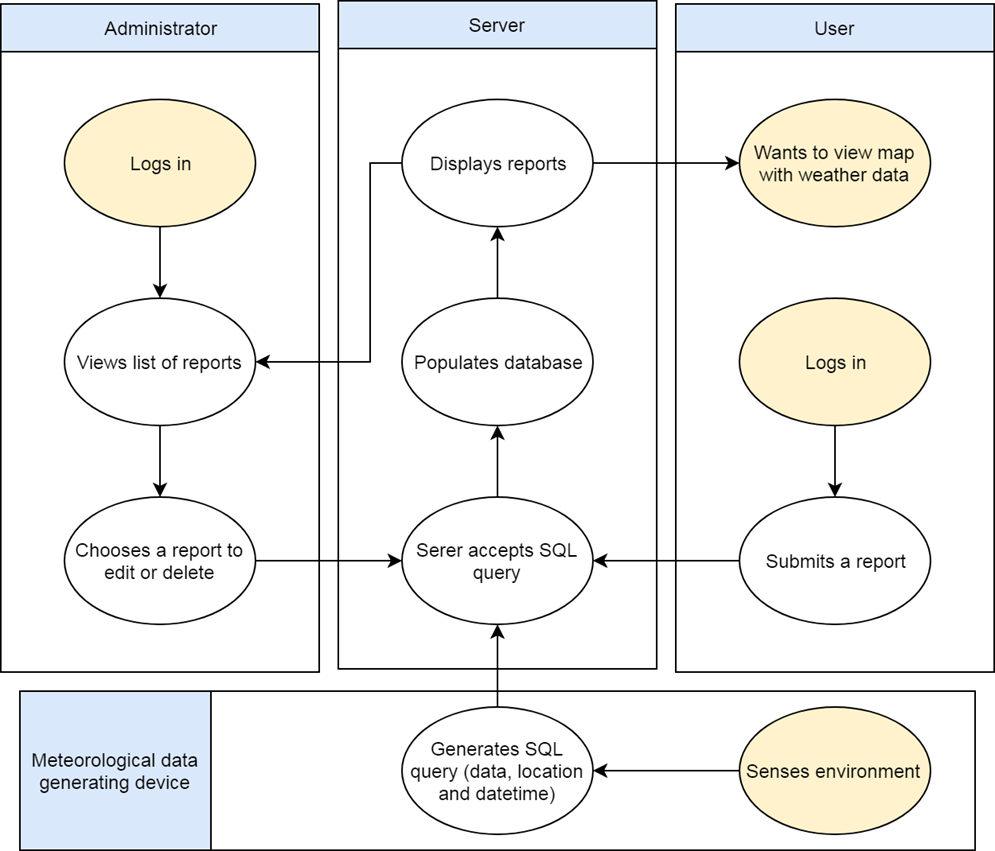 Administrator
Server
User
Logs in
Displays reports
Wants to view map
with weather data
Views list of reports
Populates database
Logs in
Chooses a report to
edit or delete
Serer accepts SQL
query
Submits a report
Meteorological data
generating device
Generates SQL
query (data, location
and datetime)
Senses environment